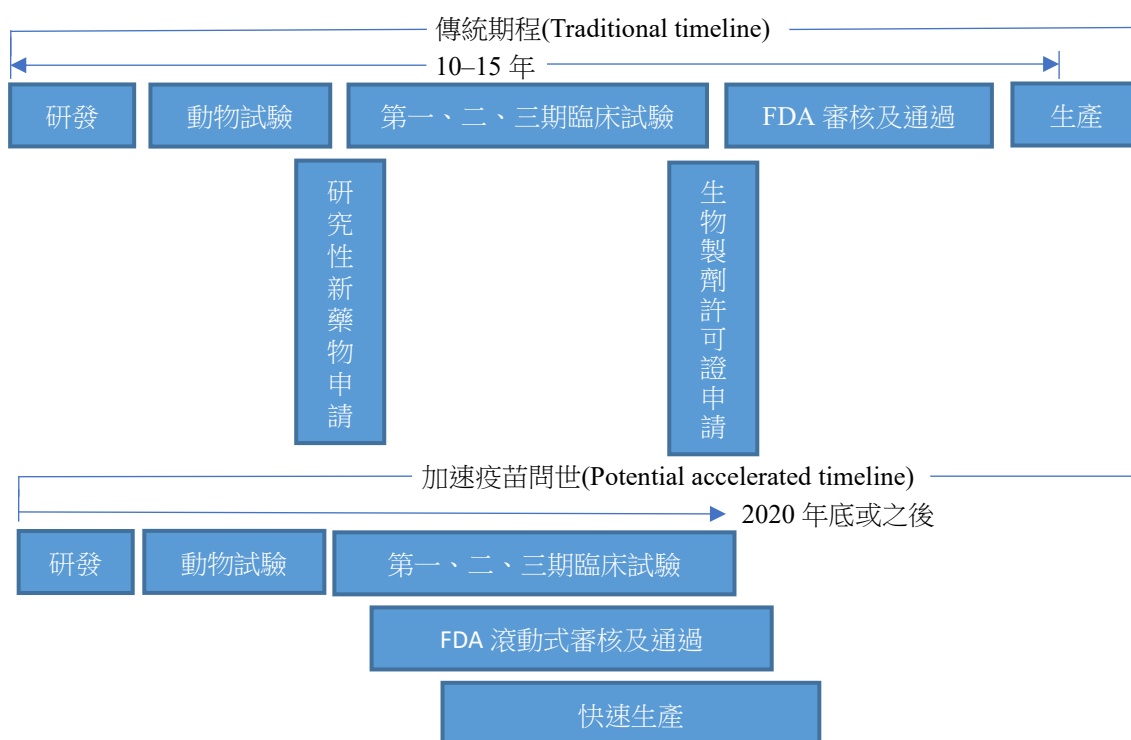 傳統期程(Traditional timeline)
10–15 年
研發
動物試驗
第一、二、三期臨床試驗
FDA 審核及通過
生產
研究性新藥物申請
生物製劑許可證申請
加速疫苗問世(Potential accelerated timeline)
2020 年底或之後
研發
動物試驗
第一、二、三期臨床試驗
FDA 滾動式審核及通過
快速生產